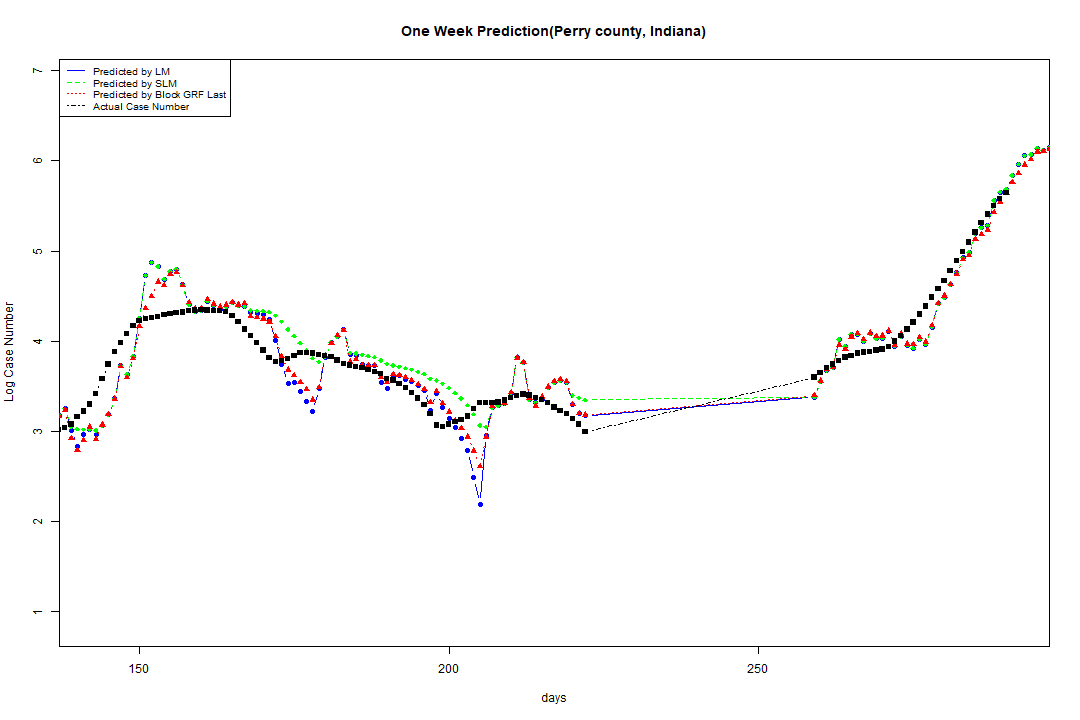 One Week Prediction(Perry county, Indiana)
Predicted by LM
Predicted by SLM
Predicted by Block GRF Last
Actual Case Number
7
6
5
4
3
2
1
Log Case Number
150
200
250
days